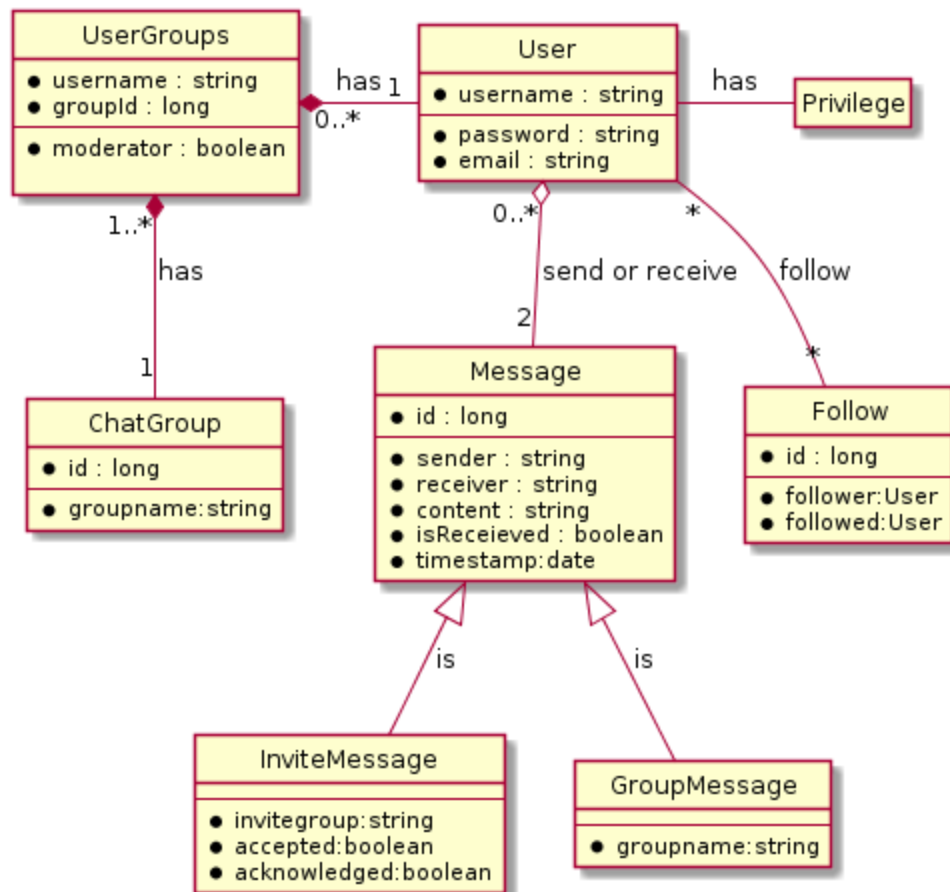 UserGroups
username : string
groupId : long
moderator : boolean
has
1
0..*
User
username : string
password : string
email : string
has
Privilege
1..*
has
1
0..*
send or receive
2
*
follow
*
ChatGroup
id : long
groupname:string
Message
id : long
sender : string
receiver : string
content : string
isReceieved : boolean
timestamp:date
Follow
id : long
follower:User
followed:User
is
is
InviteMessage
invitegroup:string
accepted:boolean
acknowledged:boolean
GroupMessage
groupname:string